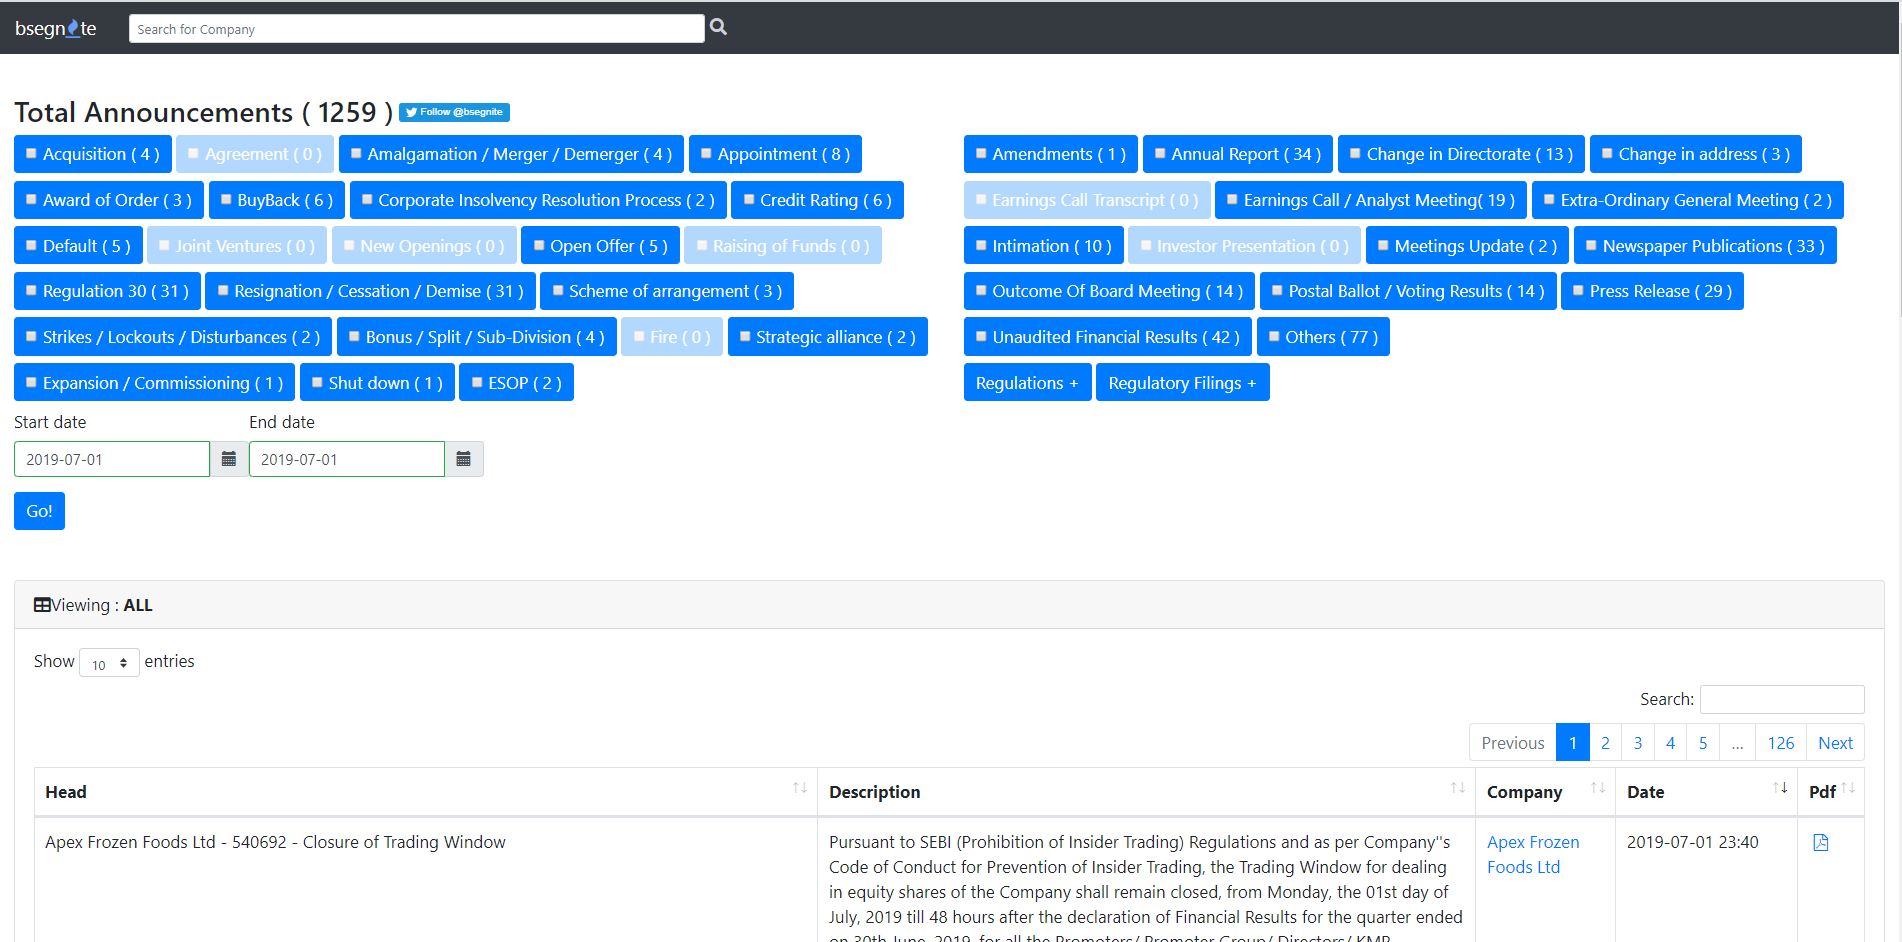 bsegnite
Search for Company
Total Announcements ( 1259 ) Follow @bsegnite
Acquisition ( 4 ) Agreement ( 0 ) Amalgamation / Merger / Demerger ( 4 ) Appointment ( 8 )
Award of Order ( 3 ) BuyBack ( 6 ) Corporate Insolvency Resolution Process ( 2 ) Credit Rating ( 6 )
Default ( 5 ) Joint Ventures ( 0 ) New Openings ( 0 ) Open Offer ( 5 ) Raising of Funds ( 0 )
Regulation 30 ( 31 ) Resignation / Cessation / Demise ( 31 ) Scheme of arrangement ( 3 )
Strikes / Lockouts / Disturbances ( 2 ) Bonus / Split / Sub-Division ( 4 ) Fire ( 0 ) Strategic alliance ( 2 )
Expansion / Commissioning ( 1 ) Shut down ( 1 ) ESOP ( 2 )
Amendments ( 1 ) Annual Report ( 34 ) Change in Directorate ( 13 ) Change in address ( 3 )
Earnings Call Transcript ( 0 ) Earnings Call / Analyst Meeting( 19 ) Extra-Ordinary General Meeting ( 2 )
Intimation ( 10 ) Investor Presentation ( 0 ) Meetings Update ( 2 ) Newspaper Publications ( 33 )
Outcome Of Board Meeting ( 14 ) Postal Ballot / Voting Results ( 14 ) Press Release ( 29 )
Unaudited Financial Results ( 42 ) Others ( 77 )
Regulations + Regulatory Filings +
Start date End date
2019-07-01 2019-07-01
Go!
Viewing : ALL
Show 10 entries
Search:
Previous 1 2 3 4 5 ... 126 Next
Head Description Company Date Pdf
Apex Frozen Foods Ltd - 540692 - Closure of Trading Window
Pursuant to SEBI (Prohibition of Insider Trading) Regulations and as per Company''s
Code of Conduct for Prevention of Insider Trading, the Trading Window for dealing
in equity shares of the Company shall remain closed, from Monday, the 01st day of
July, 2019 till 48 hours after the declaration of Financial Results for the quarter ended
on 30th June, 2019, for all the Promoters/ Promoter Group/ Directors/ KMP
Apex Frozen
Foods Ltd
2019-07-01 23:40